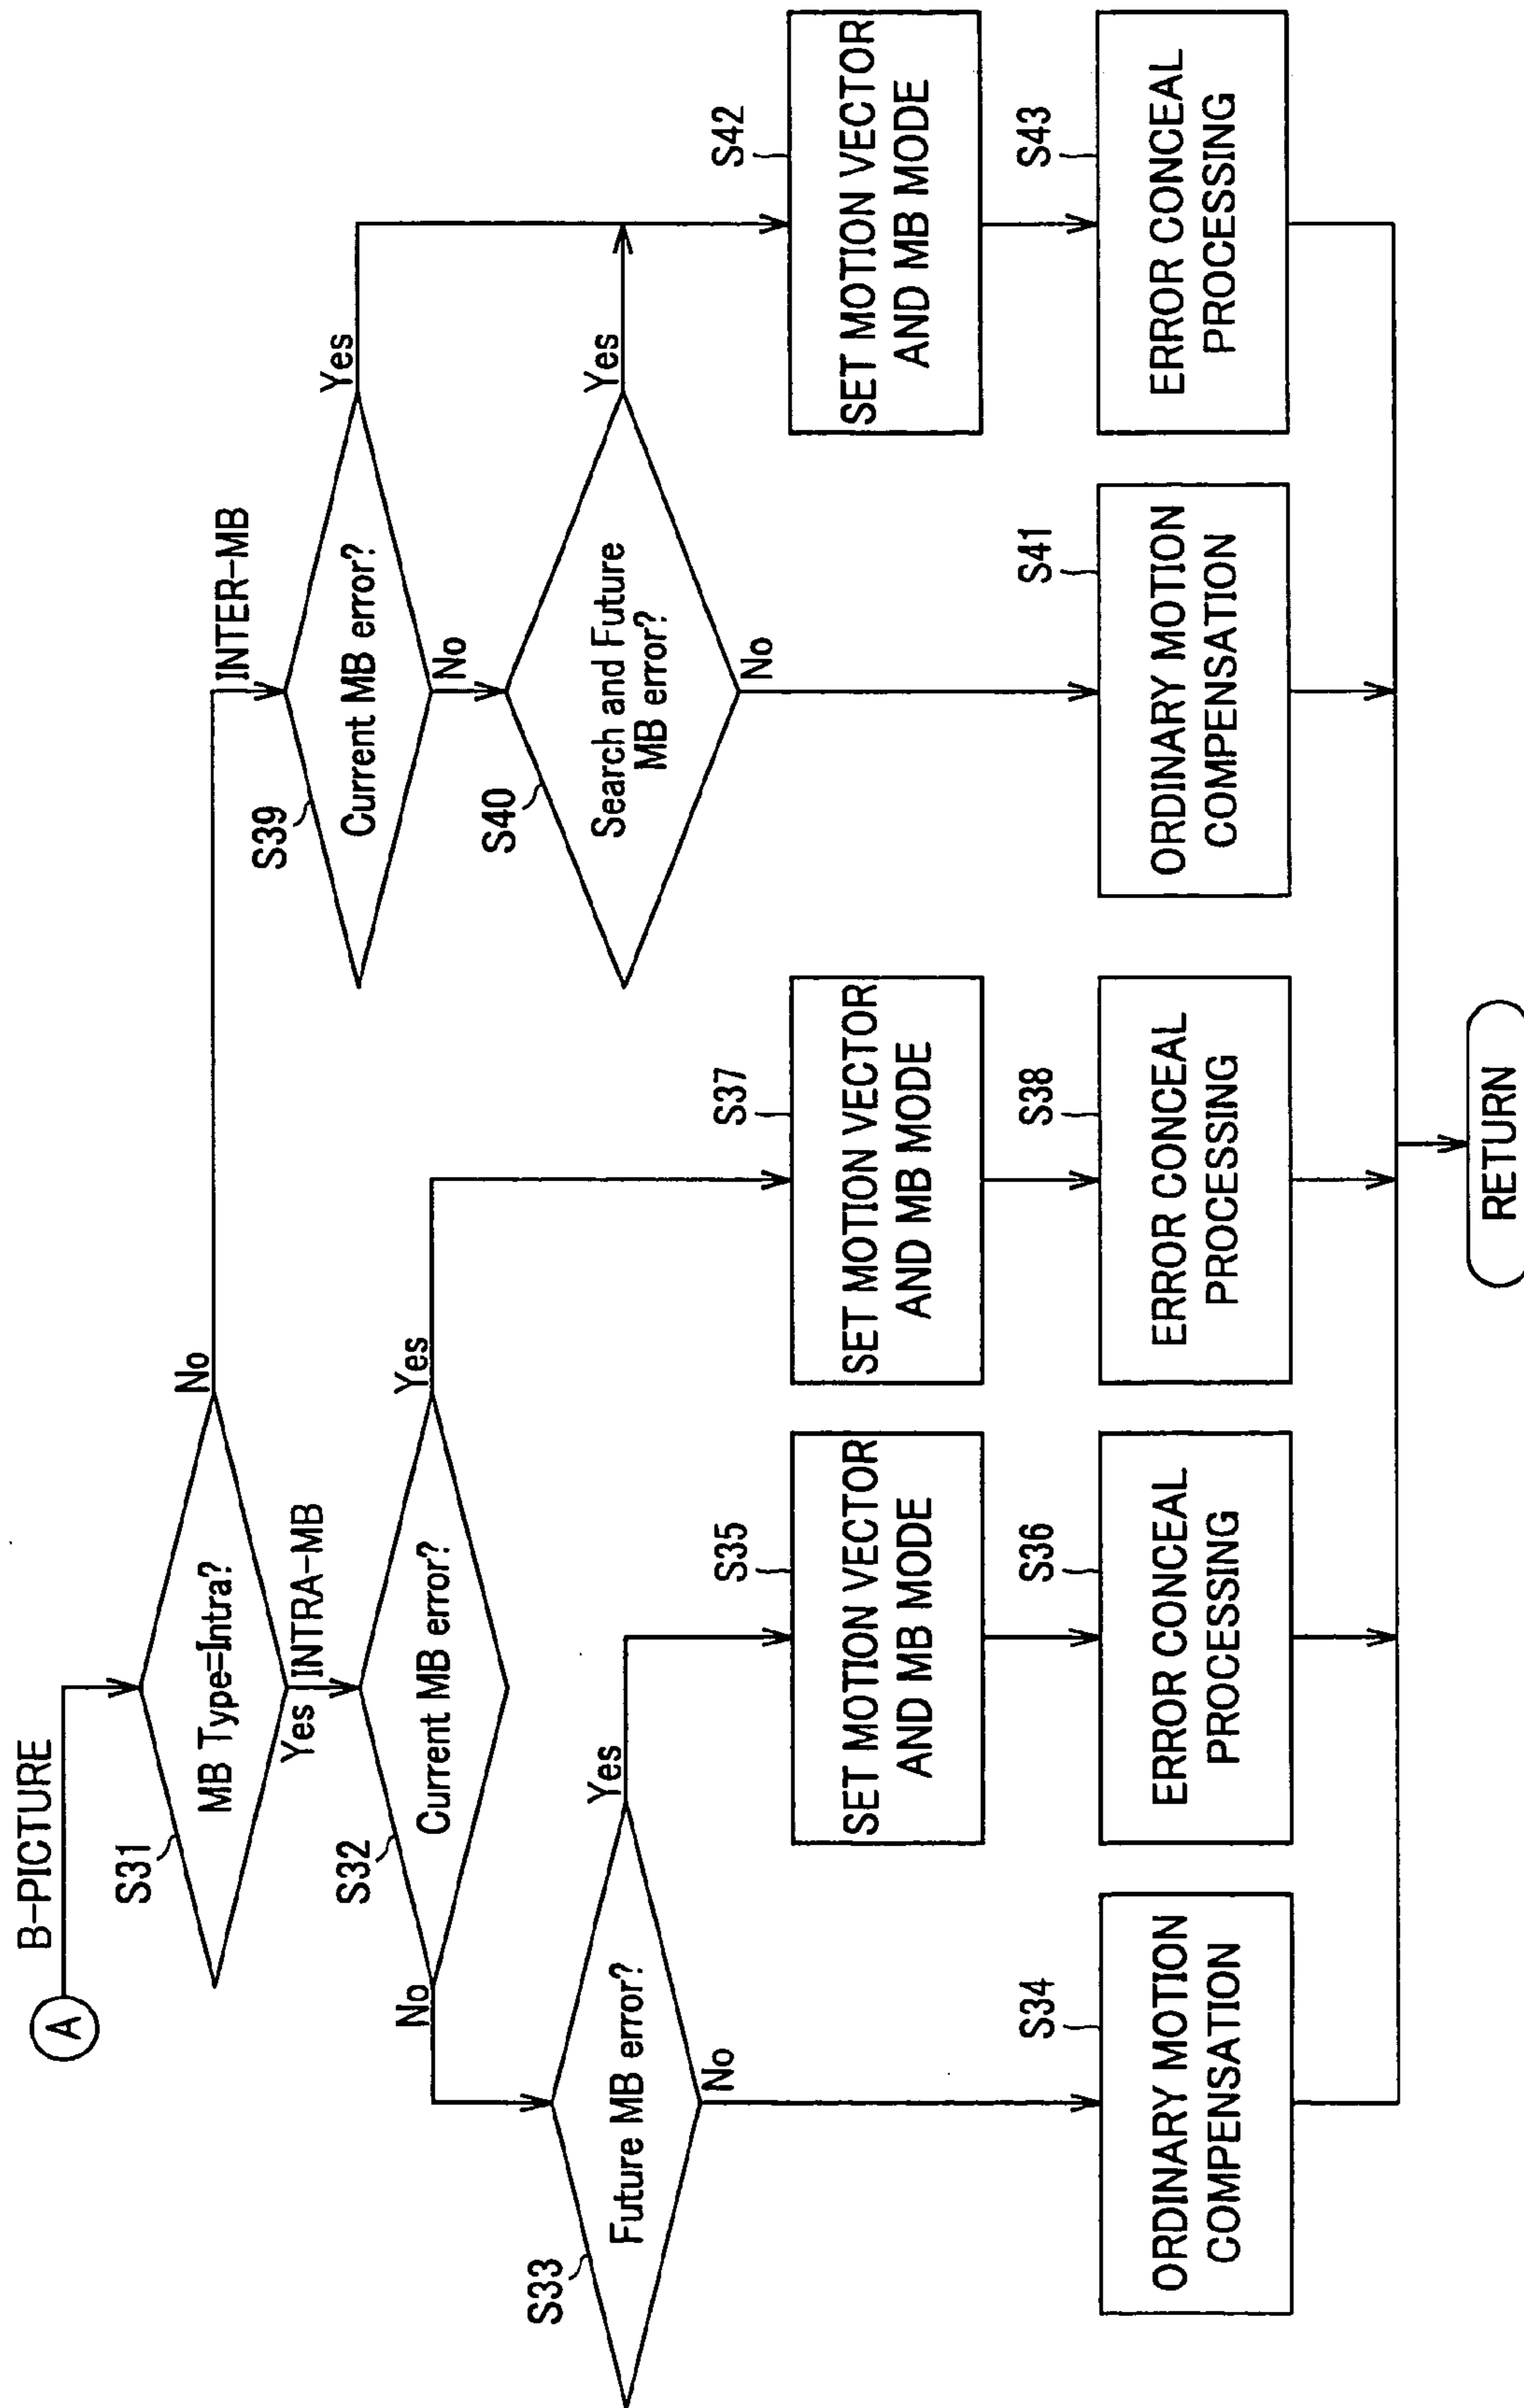 A
B-PICTURE
S31
MB Type=Intra?
No
Yes
INTRA-MB
INTER-MB
S32
Current MB error?
No
Yes
S33
Future MB error?
Yes
No
S34
ORDINARY MOTION
COMPENSATION
S35
SET MOTION VECTOR
AND MB MODE
S36
ERROR CONCEAL
PROCESSING
S37
SET MOTION VECTOR
AND MB MODE
S38
ERROR CONCEAL
PROCESSING
S39
Current MB error?
Yes
No
S40
Search and Future
MB error?
Yes
No
S41
ORDINARY MOTION
COMPENSATION
S42
SET MOTION VECTOR
AND MB MODE
S43
ERROR CONCEAL
PROCESSING
RETURN